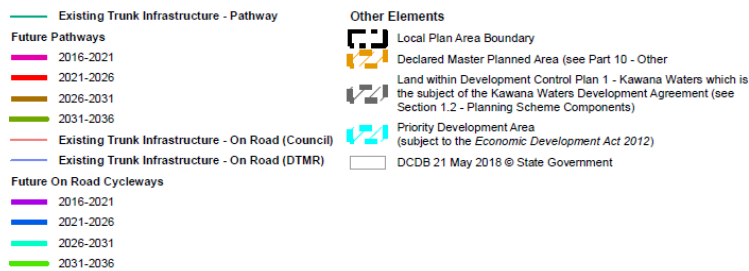 Existing Trunk Infrastructure - Pathway
Future Pathways
2016-2021
2021-2026
2026-2031
2031-2036
Existing Trunk Infrastructure - On Road (Council)
Existing Trunk Infrastructure - On Road (DTMR)
Future On Road Cycleways
2016-2021
2021-2026
2026-2031
2031-2036
Other Elements
Local Plan Area Boundary
Declared Master Planned Area (see Part 10 - Other
Land within Development Control Plan 1 - Kawana Waters which is
the subject of the Kawana Waters Development Agreement (see
Section 1.2 - Planning Scheme Components)
Priority Development Area
(subject to the Economic Development Act 2012)
DCDB 21 May 2018 © State Government